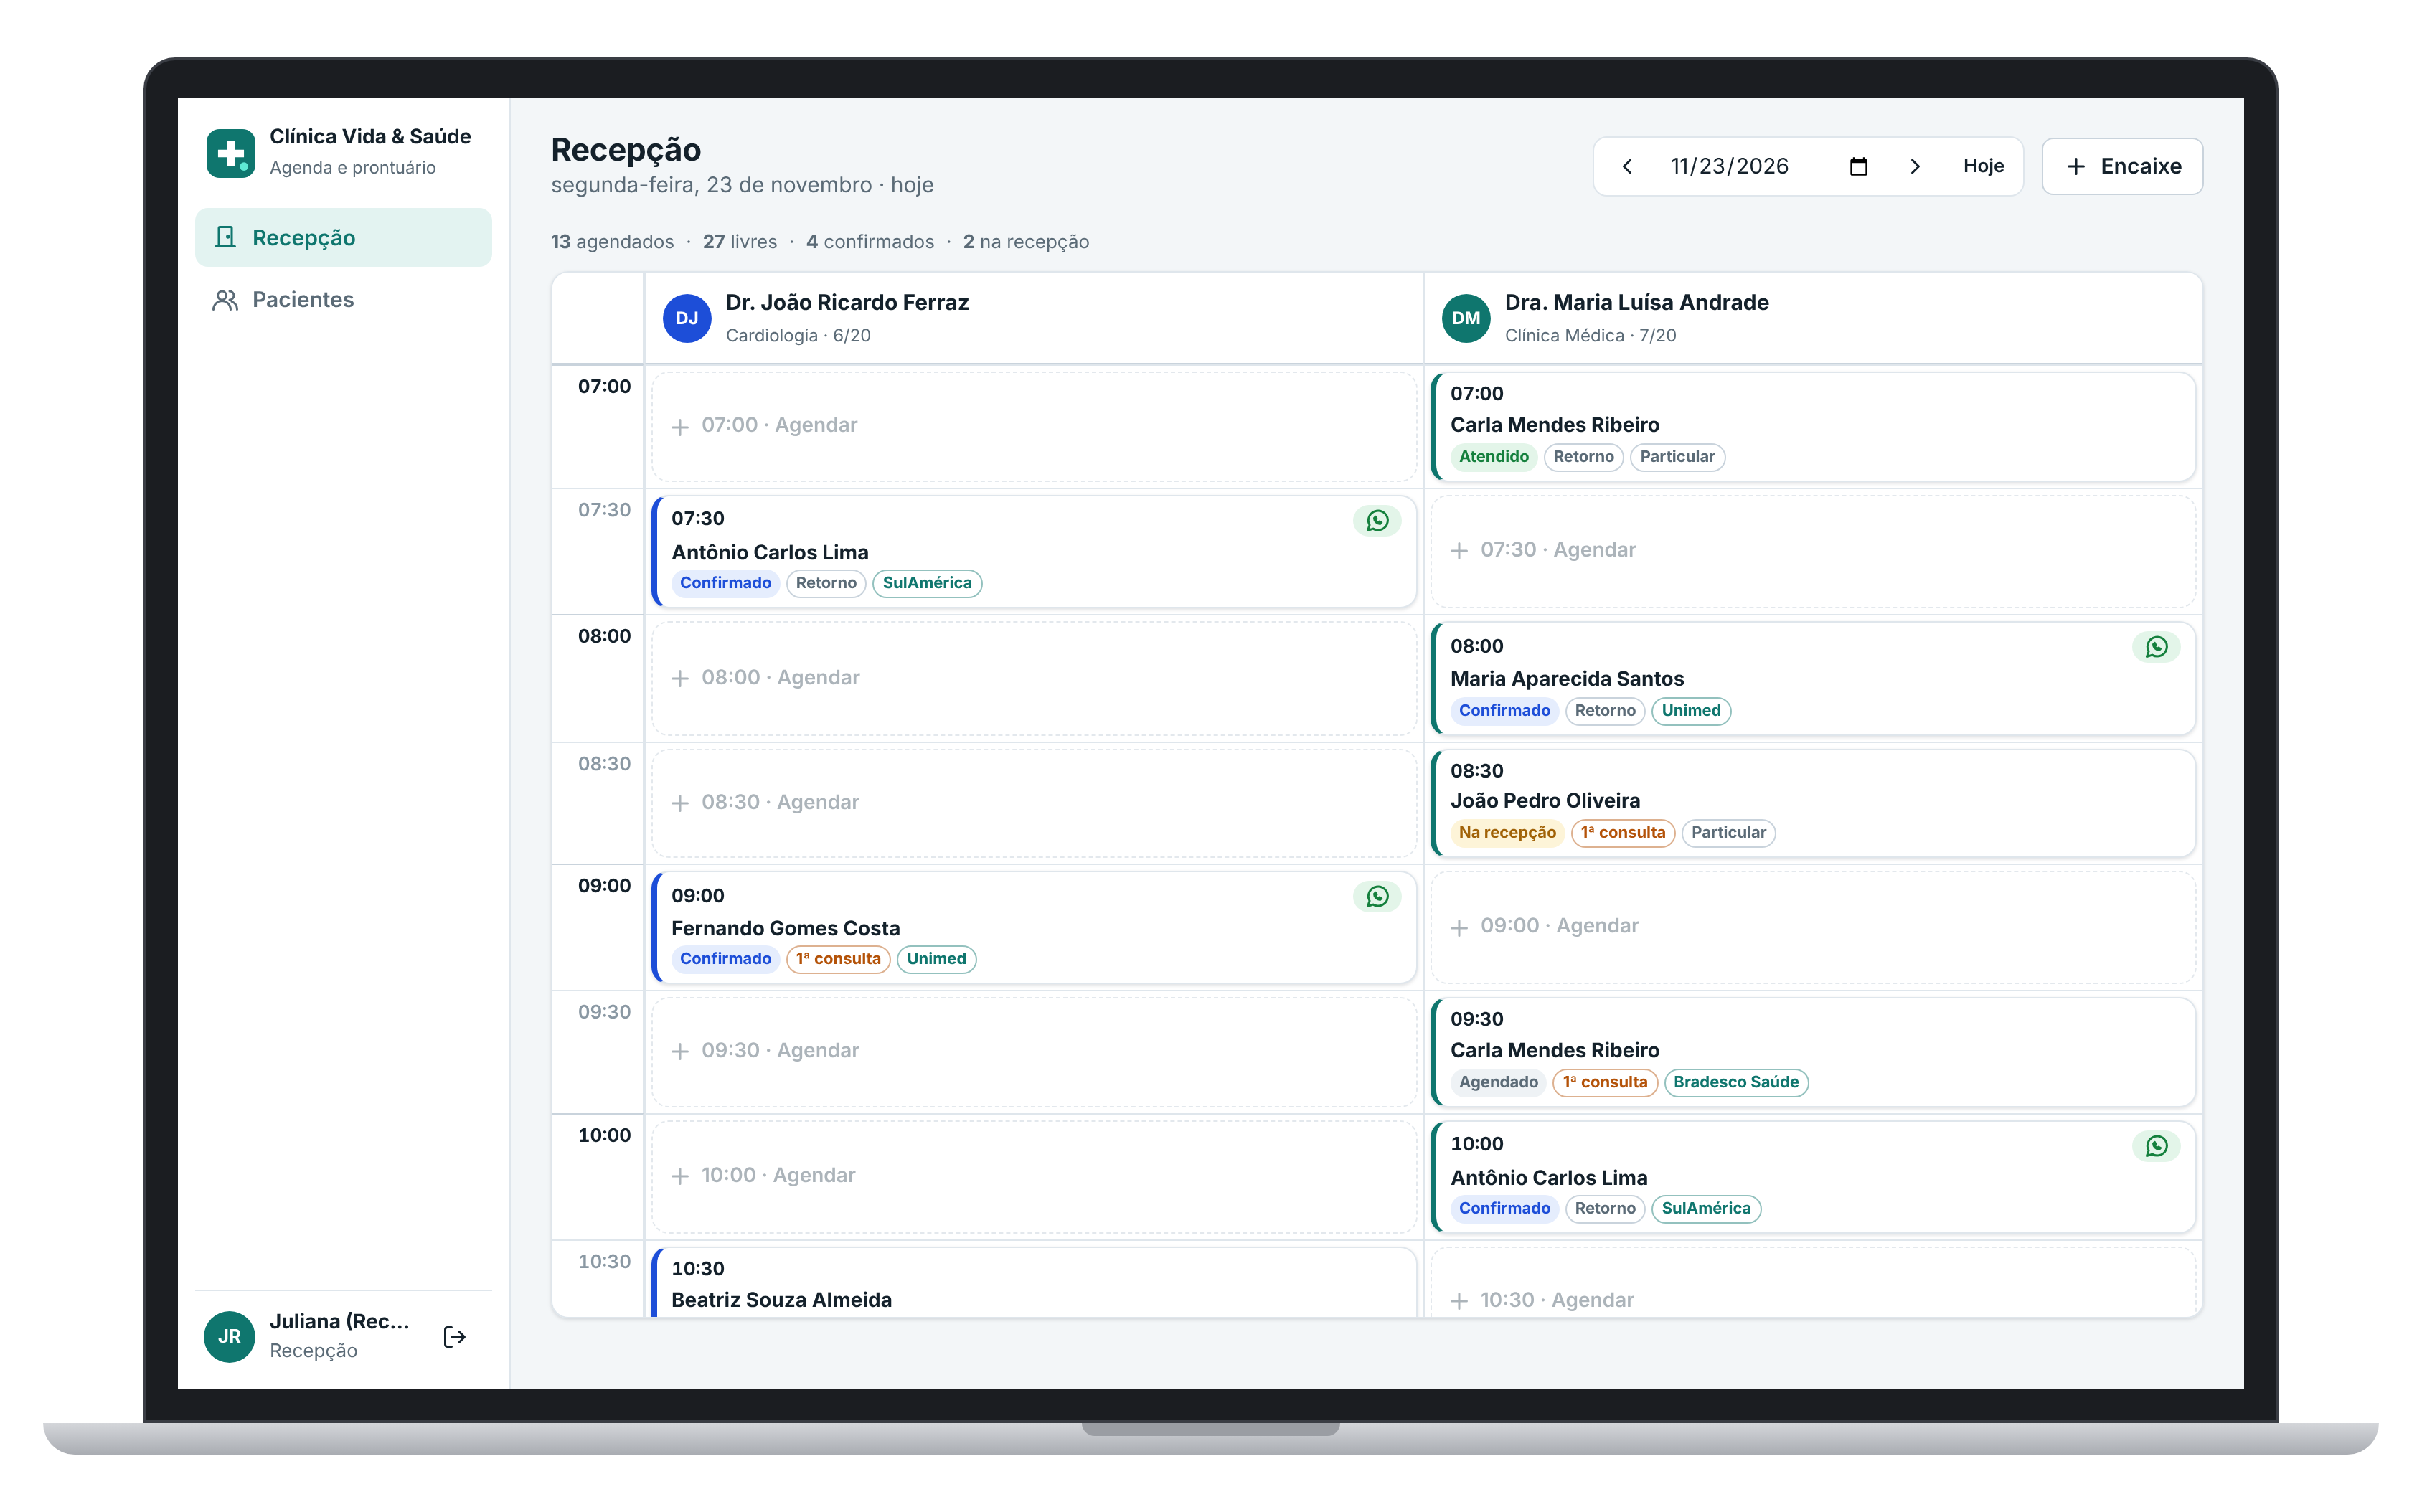 Clínica Vida & Saúde
Agenda e prontuário
Recepção
Pacientes
Juliana (Rec...
JR
Recepção
Recepção
segunda-feira, 23 de novembro · hoje
11/23/2026
Hoje
+ Encaixe
13 agendados · 27 livres · 4 confirmados · 2 na recepção
DJ
Dr. João Ricardo Ferraz
Cardiologia · 6/20
DM
Dra. Maria Luísa Andrade
Clínica Médica · 7/20
07:00
+ 07:00 · Agendar
07:00
Carla Mendes Ribeiro
Atendido Retorno Particular
07:30
07:30
Antônio Carlos Lima
Confirmado Retorno SulAmérica
+ 07:30 · Agendar
08:00
+ 08:00 · Agendar
08:00
Maria Aparecida Santos
Confirmado Retorno Unimed
08:30
+ 08:30 · Agendar
08:30
João Pedro Oliveira
Na recepção 1ª consulta Particular
09:00
09:00
Fernando Gomes Costa
Confirmado 1ª consulta Unimed
+ 09:00 · Agendar
09:30
+ 09:30 · Agendar
09:30
Carla Mendes Ribeiro
Agendado 1ª consulta Bradesco Saúde
10:00
+ 10:00 · Agendar
10:00
Antônio Carlos Lima
Confirmado Retorno SulAmérica
10:30
10:30
Beatriz Souza Almeida
+ 10:30 · Agendar